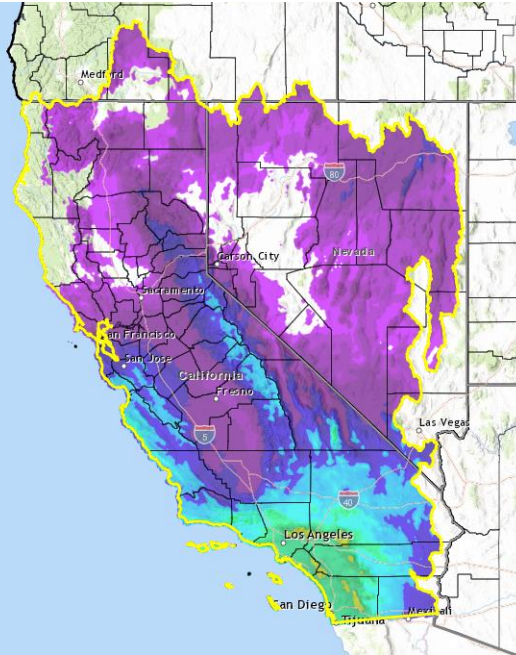 Medford
80
Nevada
Carson City
Sacramento
an Francisco
San Jose
California
Fresno
5
Las Vegas
40
Los Angeles
San Diego
Mexicali
Tijuana